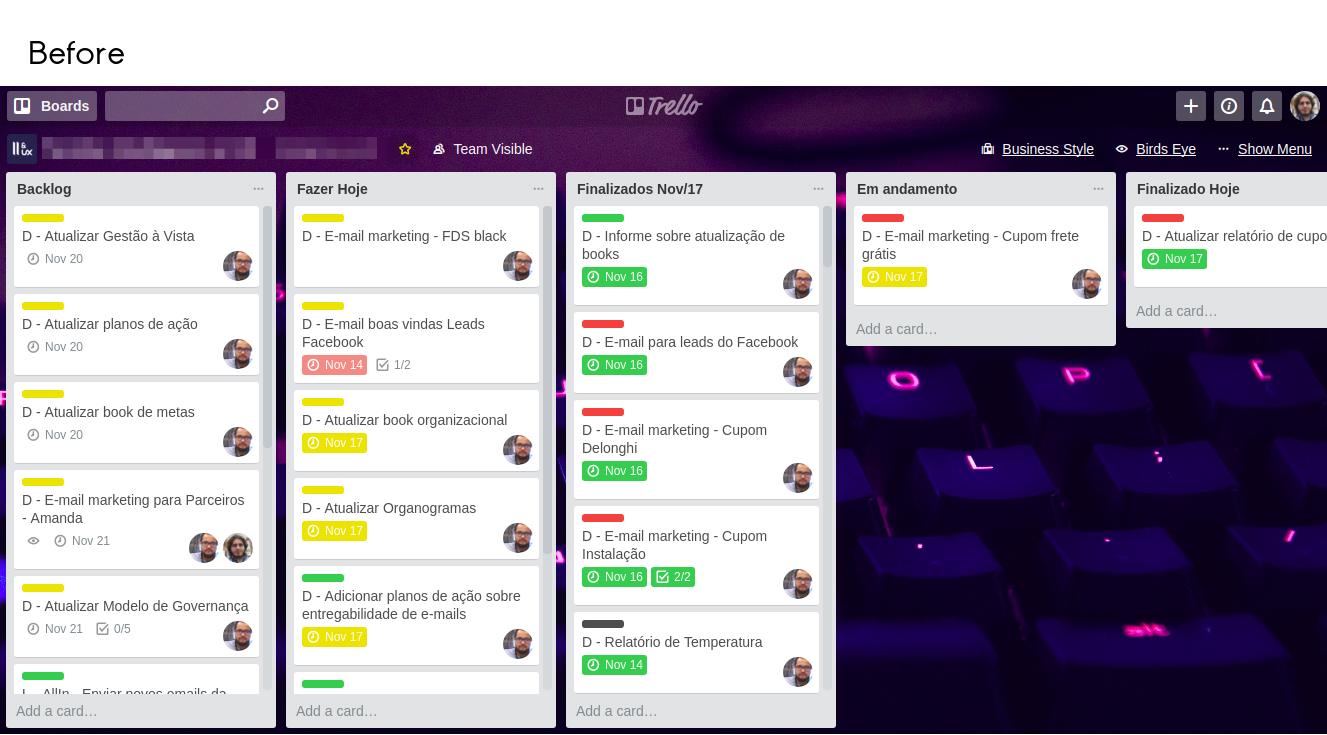 Before
Boards
Trello
&
UX
Team Visible
Business Style
Birds Eye
Show Menu
Backlog
D - Atualizar Gestão à Vista
Nov 20
D - Atualizar planos de ação
Nov 20
D - Atualizar book de metas
Nov 20
D - E-mail marketing para Parceiros
- Amanda
Nov 21
D - Atualizar Modelo de Governança
Nov 21 0/5
L - AllIn - Enviar novos emails da
Add a card…
Fazer Hoje
D - E-mail marketing - FDS black
D - E-mail boas vindas Leads
Facebook
Nov 14 1/2
D - Atualizar book organizacional
Nov 17
D - Atualizar Organogramas
Nov 17
D - Adicionar planos de ação sobre
entregabilidade de e-mails
Nov 17
Add a card…
Finalizados Nov/17
D - Informe sobre atualização de
books
Nov 16
D - E-mail para leads do Facebook
Nov 16
D - E-mail marketing - Cupom
Delonghi
Nov 16
D - E-mail marketing - Cupom
Instalação
Nov 16 2/2
D - Relatório de Temperatura
Nov 14
Add a card…
Em andamento
D - E-mail marketing - Cupom frete
grátis
Nov 17
Add a card…
Finalizado Hoje
D - Atualizar relatório de cupo
Nov 17
Add a card…
O
P
L
alt